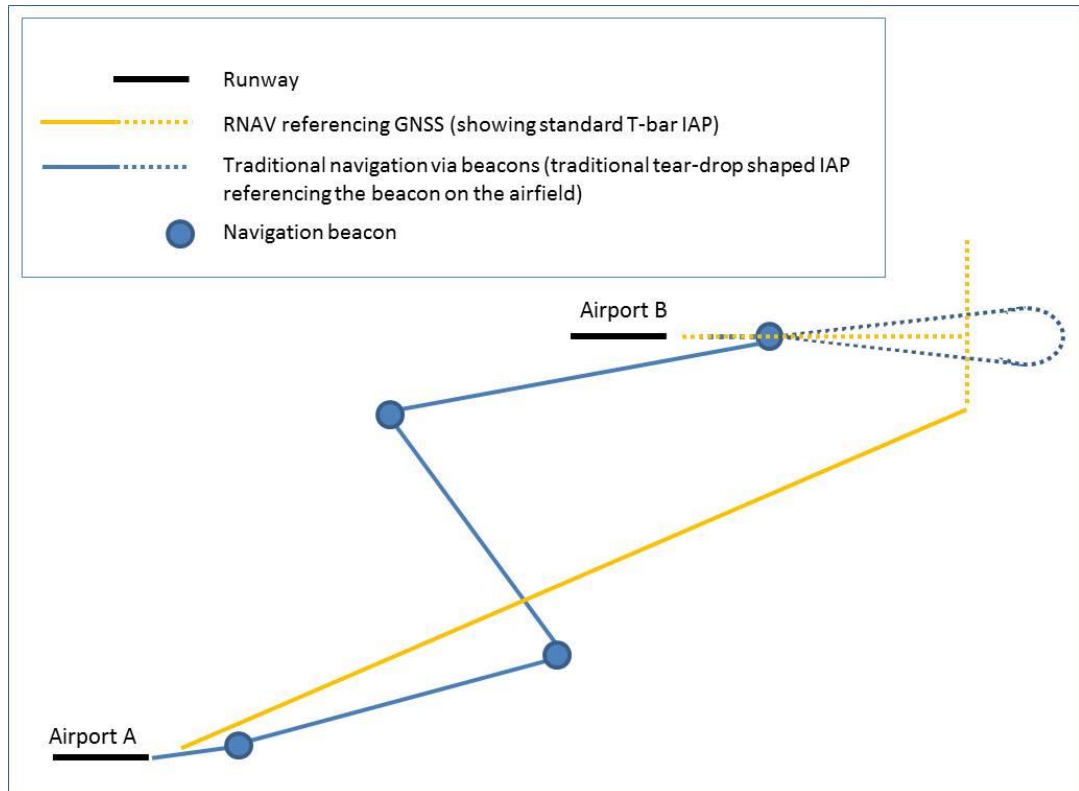 Runway
RNAV referencing GNSS (showing standard T-bar IAP)
Traditional navigation via beacons (traditional tear-drop shaped IAP
referencing the beacon on the airfield)
Navigation beacon
Airport B
Airport A